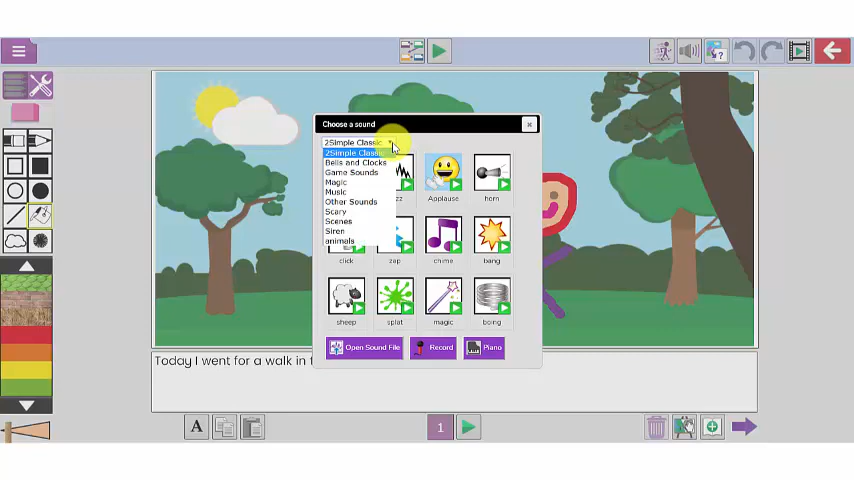 Choose a sound
2Simple Classic
2Simple Classic
Bells and Clocks
Game Sounds
Magic
Music
Other Sounds
Scary
Scenes
Siren
animals
Applause
horn
click
zap
chime
bang
sheep
splat
magic
boing
Open Sound File
Record
Piano
Today I went for a walk in
A
1